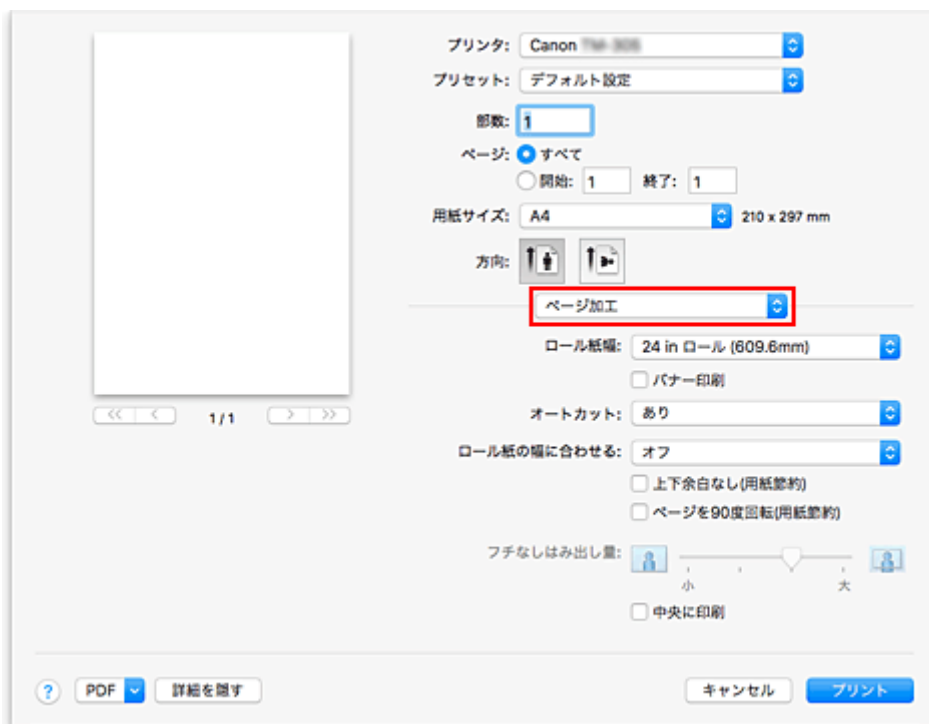 プリンタ: Canon
プリセット: デフォルト設定
部数: 1
ページ: すべて
開始: 1 終了: 1
用紙サイズ: A4 210 x 297 mm
方向:
ページ加工
ロール紙幅: 24 in ロール (609.6mm)
バナー印刷
1/1
オートカット: あり
ロール紙の幅に合わせる: オフ
上下余白なし(用紙節約)
ページを90度回転(用紙節約)
フチなしはみ出し量:
小 大
中央に印刷
? PDF 詳細を隠す キャンセル プリント